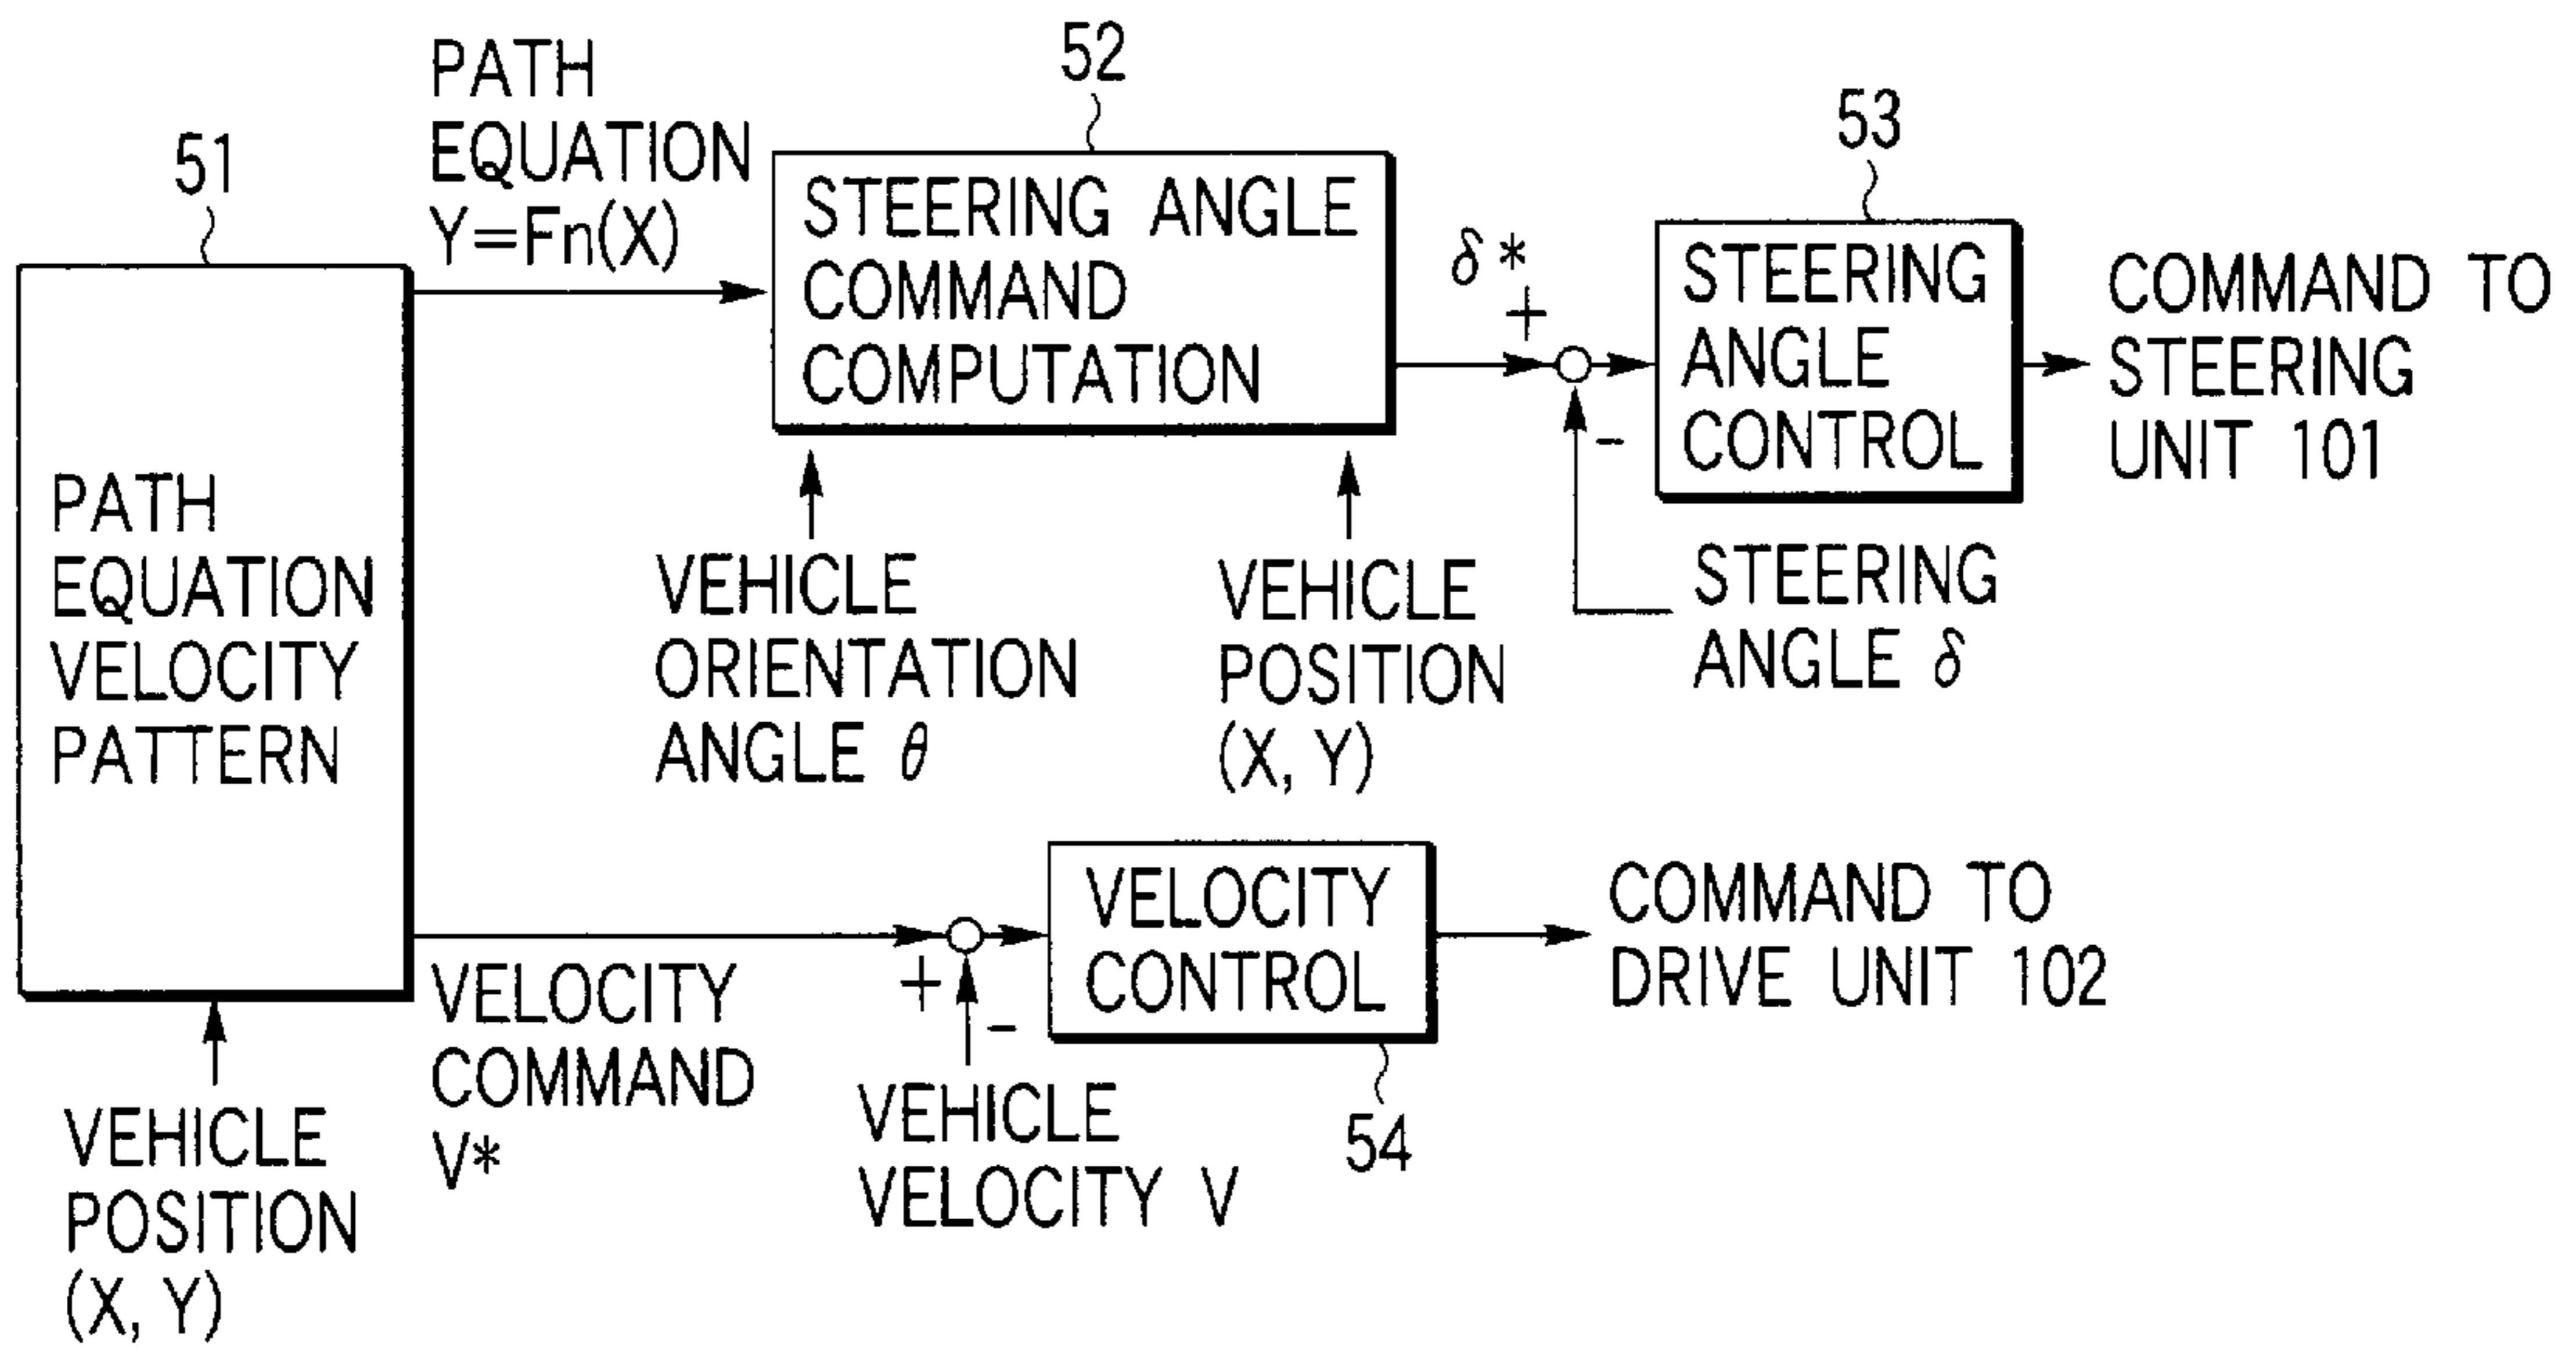 51
PATH
EQUATION
VELOCITY
PATTERN
VEHICLE
POSITION
(X, Y)
PATH
EQUATION
Y=Fn(X)
52
STEERING ANGLE
COMMAND
COMPUTATION
VEHICLE
ORIENTATION
ANGLE θ
VEHICLE
POSITION
(X, Y)
δ*
+
-
STEERING
ANGLE δ
53
STEERING
ANGLE
CONTROL
COMMAND TO
STEERING
UNIT 101
VELOCITY
COMMAND
V*
+
-
VEHICLE
VELOCITY V
VELOCITY
CONTROL
54
COMMAND TO
DRIVE UNIT 102